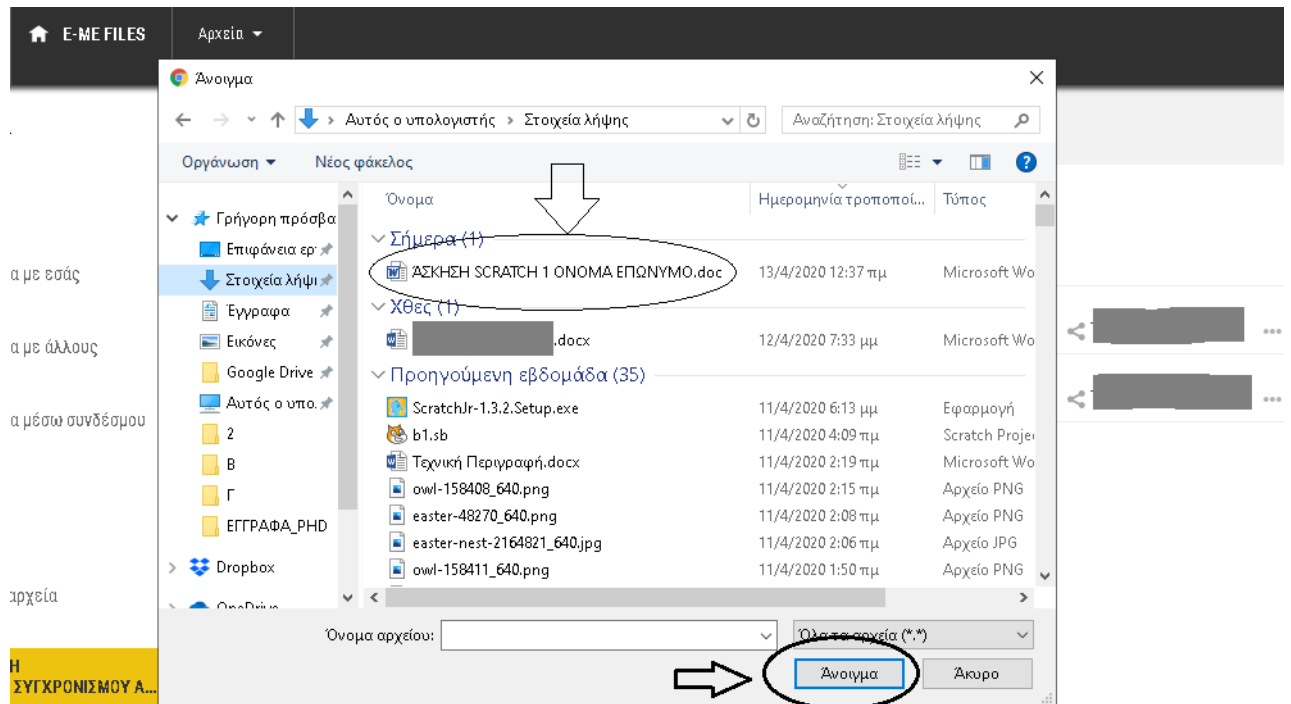 E-ME FILES Αρχεία
Άνοιγμα
Αυτός ο υπολογιστής › Στοιχεία λήψης Αναζήτηση: Στοιχεία λήψης
Οργάνωση Νέος φάκελος
Όνομα Ημερομηνία τροποποί... Τύπος
Γρήγορη πρόσβα
Σήμερα (1)
Επιφάνεια ερ
α με εσάς Στοιχεία λήψι ΆΣΚΗΣΗ SCRATCH 1 ΟΝΟΜΑ ΕΠΩΝΥΜΟ.doc 13/4/2020 12:37 πμ Microsoft Wo
Έγγραφα Χθες (1)
α με άλλους Εικόνες .docx 12/4/2020 7:33 μμ Microsoft Wo
Google Drive Προηγούμενη εβδομάδα (35)
Αυτός ο υπο. ScratchJr-1.3.2.Setup.exe 11/4/2020 6:13 μμ Εφαρμογή
α μέσω συνδέσμου 2 b1.sb 11/4/2020 4:09 πμ Scratch Proje
Β Τεχνική Περιγραφή.docx 11/4/2020 2:19 πμ Microsoft Wo
Γ owl-158408_640.png 11/4/2020 2:15 πμ Αρχείο PNG
ΕΓΓΡΑΦΑ_PHD easter-48270_640.png 11/4/2020 2:08 πμ Αρχείο PNG
easter-nest-2164821_640.jpg 11/4/2020 2:06 πμ Αρχείο JPG
Dropbox owl-158411_640.png 11/4/2020 1:50 πμ Αρχείο PNG
αρχεία OneDrive
Όνομα αρχείου: Όλα τα αρχεία (*.*)
Η
ΣΥΓΧΡΟΝΙΣΜΟΥ Α... Άνοιγμα Άκυρο